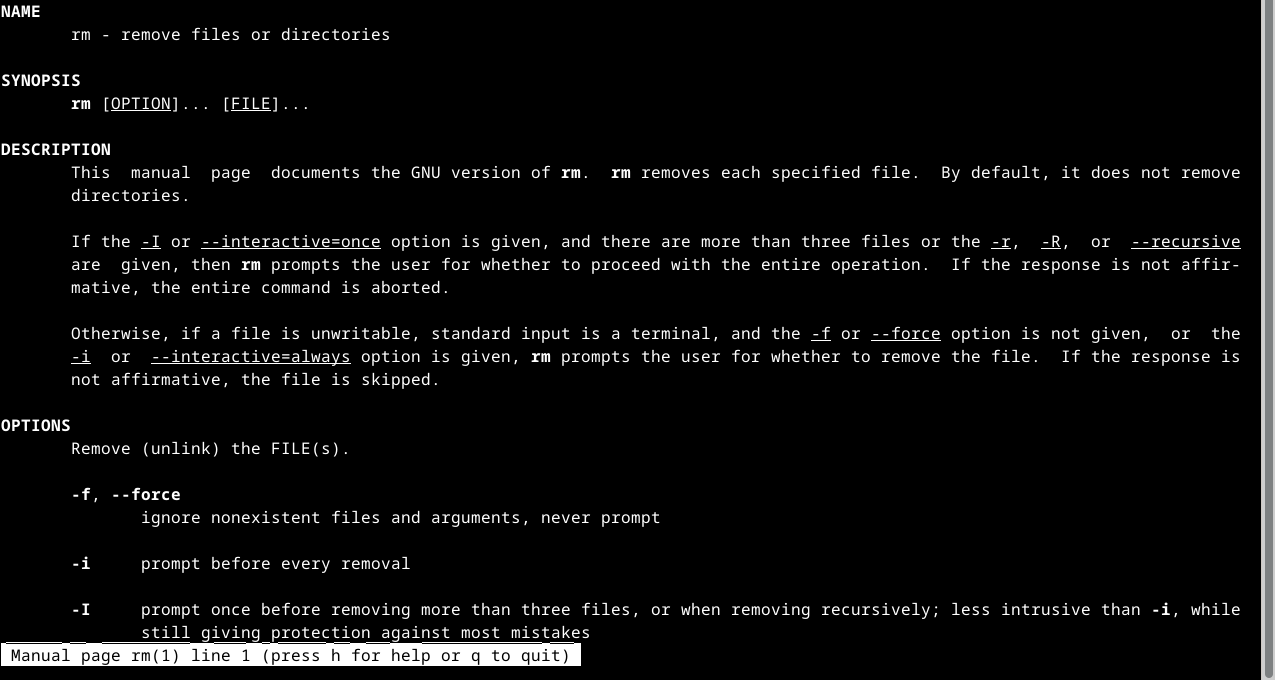 NAME
rm - remove files or directories
SYNOPSIS
rm [OPTION]... [FILE]...
DESCRIPTION
This manual page documents the GNU version of rm. rm removes each specified file. By default, it does not remove
directories.
If the -I or --interactive=once option is given, and there are more than three files or the -r, -R, or --recursive
are given, then rm prompts the user for whether to proceed with the entire operation. If the response is not affir-
mative, the entire command is aborted.
Otherwise, if a file is unwritable, standard input is a terminal, and the -f or --force option is not given, or the
-i or --interactive=always option is given, rm prompts the user for whether to remove the file. If the response is
not affirmative, the file is skipped.
OPTIONS
Remove (unlink) the FILE(s).
-f, --force
ignore nonexistent files and arguments, never prompt
-i prompt before every removal
-I prompt once before removing more than three files, or when removing recursively; less intrusive than -i, while
still giving protection against most mistakes
Manual page rm(1) line 1 (press h for help or q to quit)